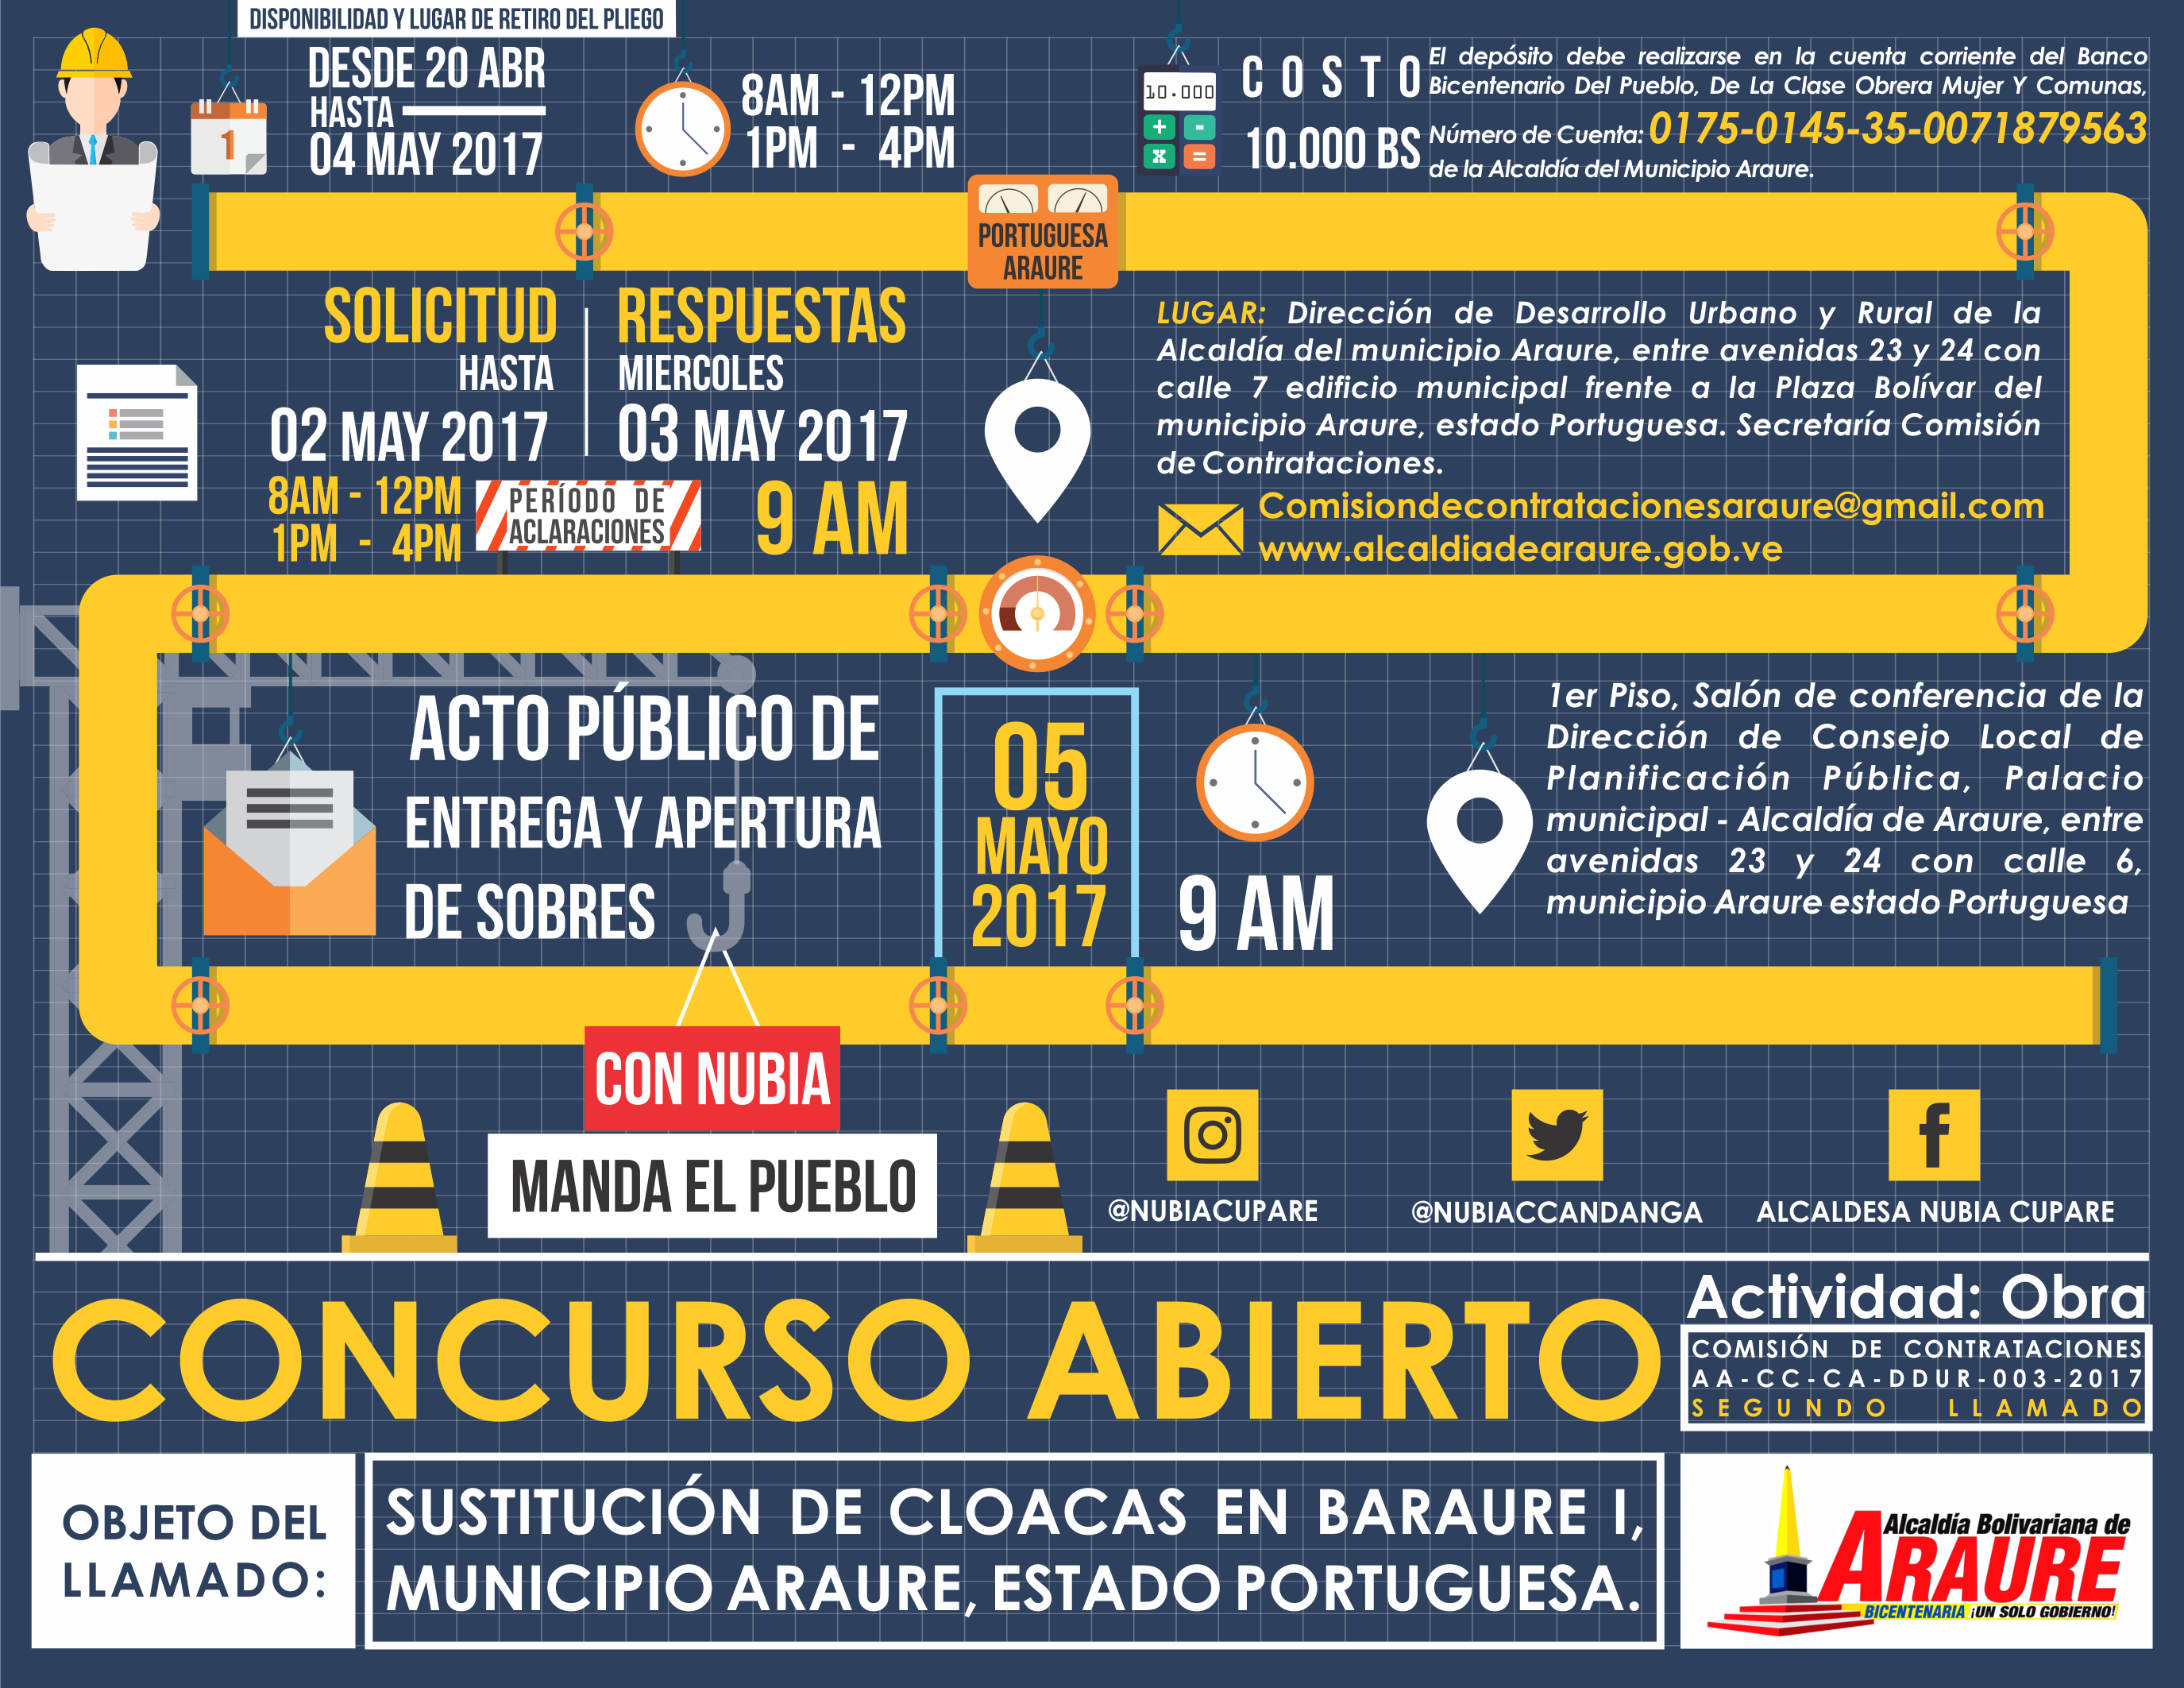 DISPONIBILIDAD Y LUGAR DE RETIRO DEL PLIEGO
DESDE 20 ABR
HASTA
04 MAY 2017
1
8AM - 12PM
1PM - 4PM
10.000
+ -
x =
COSTO
10.000 BS
El depósito debe realizarse en la cuenta corriente del Banco
Bicentenario Del Pueblo, De La Clase Obrera Mujer Y Comunas,
Número de Cuenta: 0175-0145-35-0071879563
de la Alcaldía del Municipio Araure.
PORTUGUESA
ARAURE
SOLICITUD
HASTA
02 MAY 2017
8AM - 12PM
1PM - 4PM
PERÍODO DE
ACLARACIONES
RESPUESTAS
MIERCOLES
03 MAY 2017
9 AM
LUGAR: Dirección de Desarrollo Urbano y Rural de la
Alcaldía del municipio Araure, entre avenidas 23 y 24 con
calle 7 edificio municipal frente a la Plaza Bolívar del
municipio Araure, estado Portuguesa. Secretaría Comisión
de Contrataciones.
Comisiondecontratacionesaraure@gmail.com
www.alcaldiadearaure.gob.ve
ACTO PÚBLICO DE
ENTREGA Y APERTURA
DE SOBRES
05
MAYO
2017
9 AM
1er Piso, Salón de conferencia de la
Dirección de Consejo Local de
Planificación Pública, Palacio
municipal - Alcaldía de Araure, entre
avenidas 23 y 24 con calle 6,
municipio Araure estado Portuguesa
CON NUBIA
MANDA EL PUEBLO
@NUBIACUPARE
@NUBIACCANDANGA
ALCALDESA NUBIA CUPARE
CONCURSO ABIERTO
Actividad: Obra
COMISIÓN DE CONTRATACIONES
AA-CC-CA-DDUR-003-2017
SEGUNDO LLAMADO
OBJETO DEL
LLAMADO:
SUSTITUCIÓN DE CLOACAS EN BARAURE I,
MUNICIPIO ARAURE, ESTADO PORTUGUESA.
Alcaldía Bolivariana de
ARAURE
BICENTENARIA ¡UN SOLO GOBIERNO!